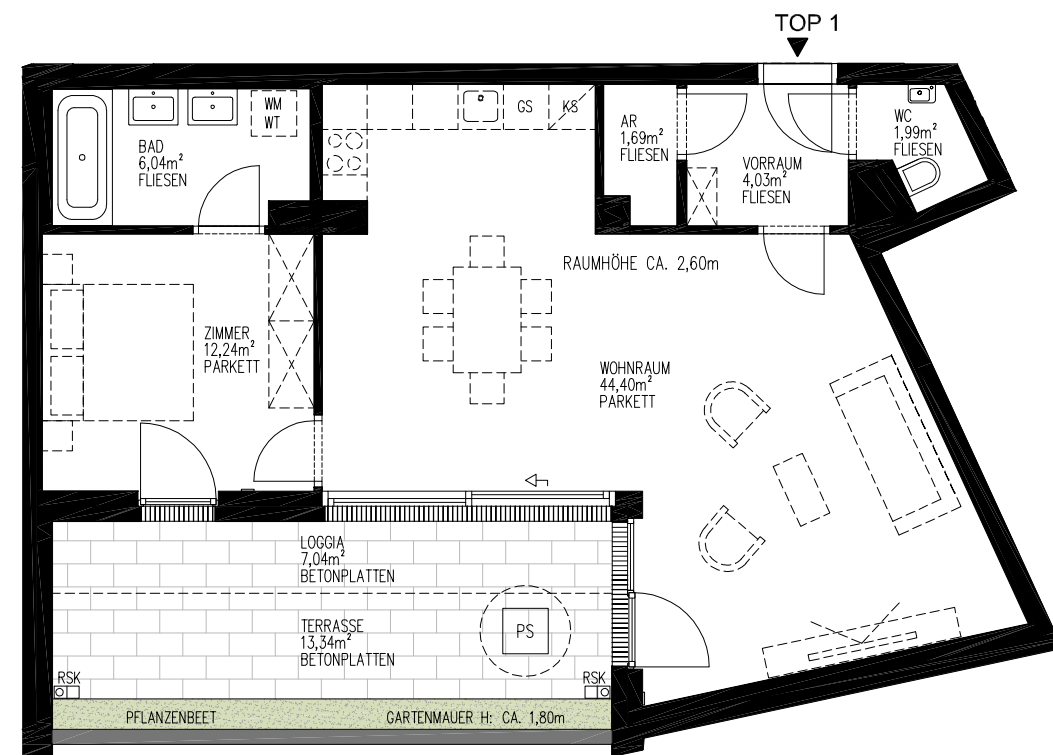 TOP 1
WM
WT
GS
KS
BAD
6,04m²
FLIESEN
AR
1,69m²
FLIESEN
VORRAUM
4,03m²
FLIESEN
WC
1,99m²
FLIESEN
RAUMHÖHE CA. 2,60m
ZIMMER
12,24m²
PARKETT
WOHNRAUM
44,40m²
PARKETT
LOGGIA
7,04m²
BETONPLATTEN
TERRASSE
13,34m²
BETONPLATTEN
PS
RSK
RSK
PFLANZENBEET
GARTENMAUER H: CA. 1,80m